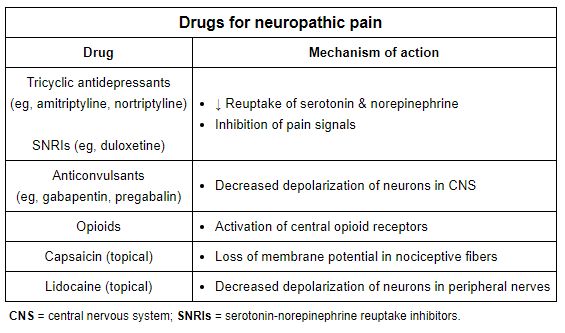 Drugs for neuropathic pain
Drug
Mechanism of action
Tricyclic antidepressants
(eg, amitriptyline, nortriptyline)
SNRIs (eg, duloxetine)
• ↓ Reuptake of serotonin & norepinephrine
• Inhibition of pain signals
Anticonvulsants
(eg, gabapentin, pregabalin)
• Decreased depolarization of neurons in CNS
Opioids
• Activation of central opioid receptors
Capsaicin (topical)
• Loss of membrane potential in nociceptive fibers
Lidocaine (topical)
• Decreased depolarization of neurons in peripheral nerves
CNS = central nervous system; SNRIs = serotonin-norepinephrine reuptake inhibitors.